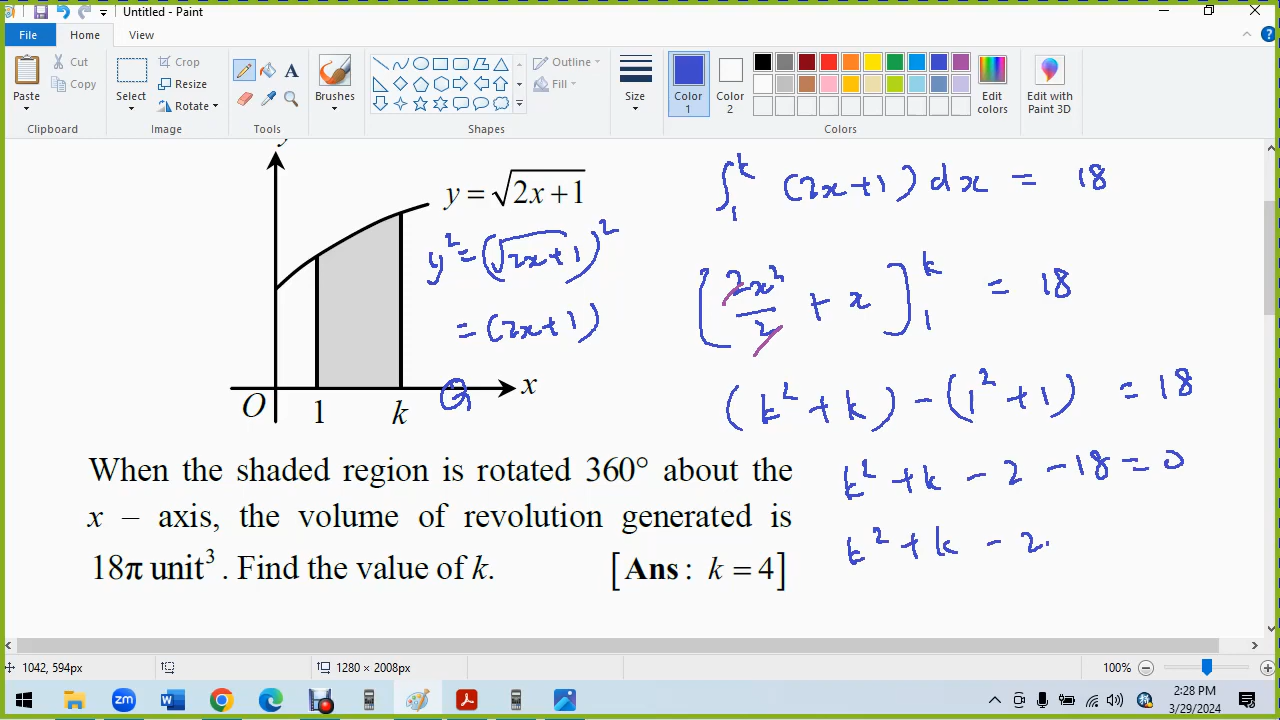 Untitled - Paint
File
Home
View
Paste
Cut
Copy
Clipboard
Select
Crop
Resize
Rotate
Image
A
Tools
Brushes
Outline
Fill
Shapes
Size
Color 1
Color 2
Edit colors
Colors
Edit with Paint 3D
y
y = √2x + 1
y² = (√2x+1)²
= (2x+1)
O
1
k
x
∫₁ᵏ (2x+1) dx = 18
[2x²/2 + x]₁ᵏ = 18
(k² + k) - (1² + 1) = 18
k² + k - 2 - 18 = 0
k² + k - 2
When the shaded region is rotated 360° about the
x – axis, the volume of revolution generated is
18π unit³ . Find the value of k. [Ans : k = 4]
1042, 594px
1280 × 2008px
100%
zm
2:28 PM
3/29/2024